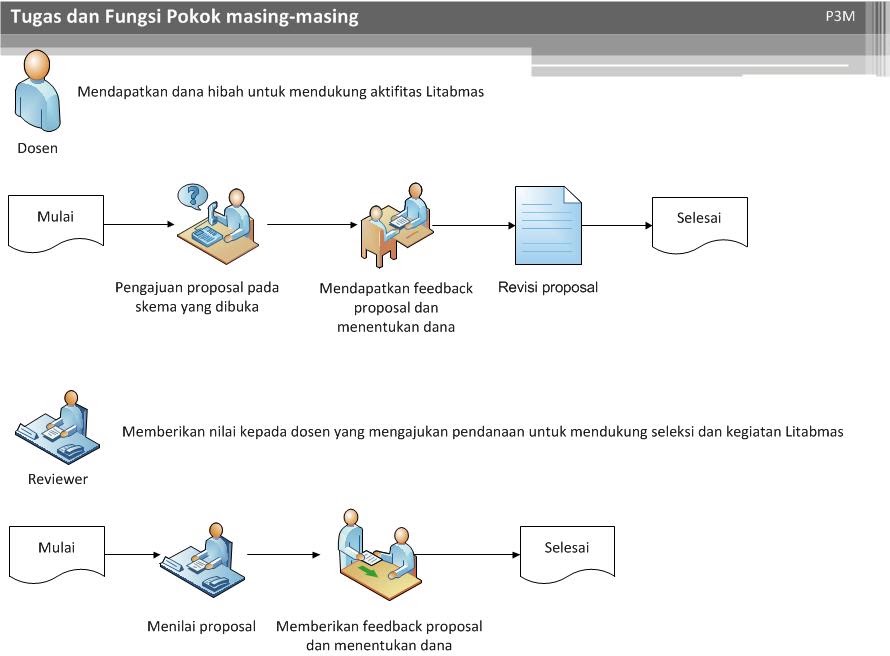 Tugas dan Fungsi Pokok masing-masing
P3M
Mendapatkan dana hibah untuk mendukung aktifitas Litabmas
Dosen
Mulai
?
Selesai
Pengajuan proposal pada
skema yang dibuka
Mendapatkan feedback
proposal dan
menentukan dana
Revisi proposal
Memberikan nilai kepada dosen yang mengajukan pendanaan untuk mendukung seleksi dan kegiatan Litabmas
Reviewer
Mulai
Selesai
Menilai proposal
Memberikan feedback proposal
dan menentukan dana